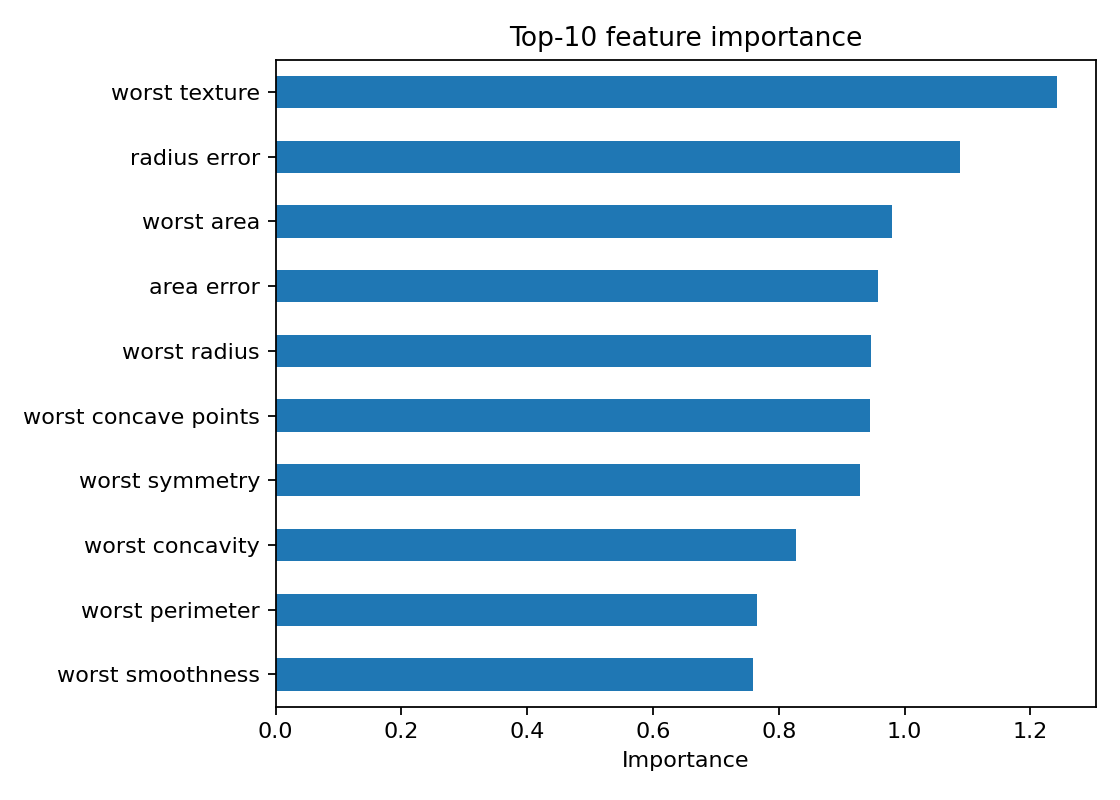 Top-10 feature importance
worst texture
radius error
worst area
area error
worst radius
worst concave points
worst symmetry
worst concavity
worst perimeter
worst smoothness
0.0 0.2 0.4 0.6 0.8 1.0 1.2
Importance